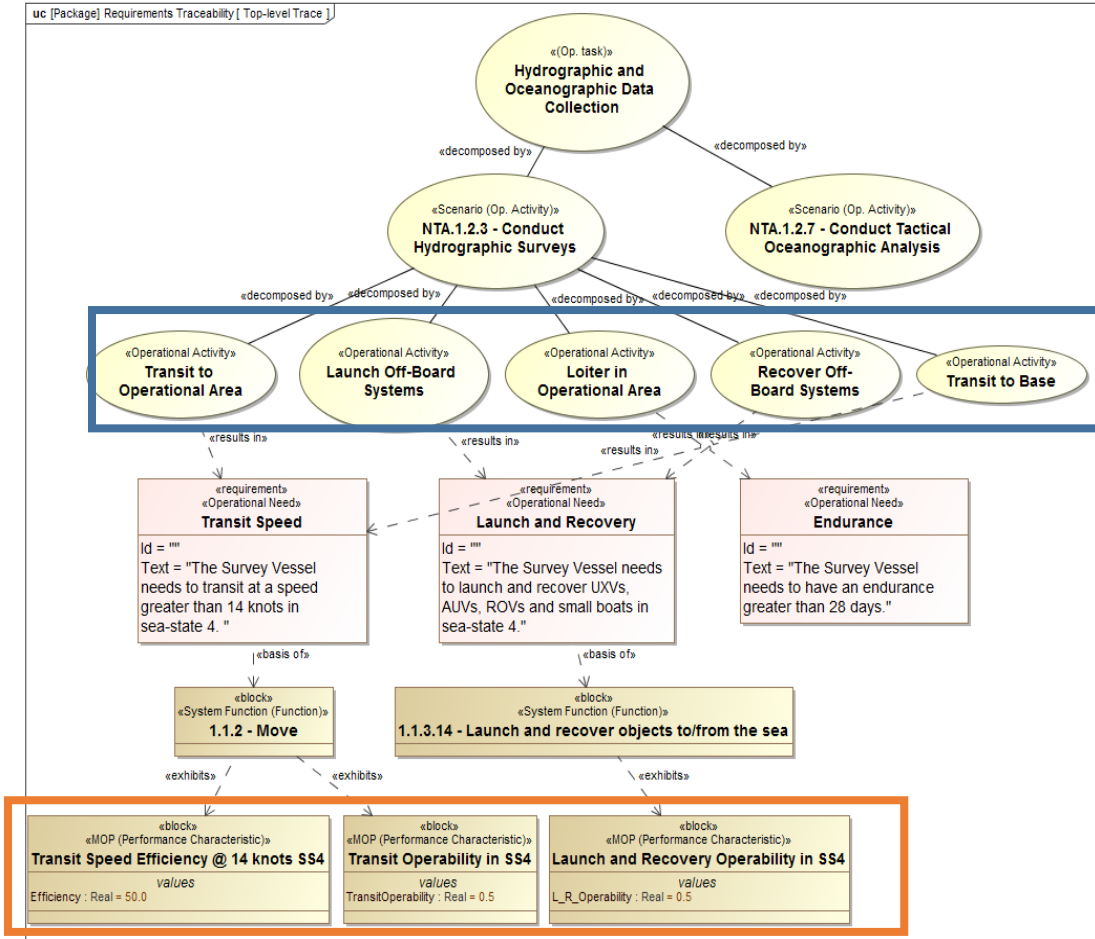 uc [Package] Requirements Traceability [ Top-level Trace ]
«(Op. task)»
Hydrographic and
Oceanographic Data
Collection
«decomposed by»
«decomposed by»
«Scenario (Op. Activity)»
NTA.1.2.3 - Conduct
Hydrographic Surveys
«Scenario (Op. Activity)»
NTA.1.2.7 - Conduct Tactical
Oceanographic Analysis
«decomposed by»
«decomposed by»
«decomposed by»
«decomposed by»
«decomposed by»
«Operational Activity»
Transit to
Operational Area
«Operational Activity»
Launch Off-Board
Systems
«Operational Activity»
Loiter in
Operational Area
«Operational Activity»
Recover Off-
Board Systems
«Operational Activity»
Transit to Base
«results in»
«results in»
«results in»
«results in»
«results in»
«requirement»
«Operational Need»
Transit Speed
Id = ""
Text = "The Survey Vessel
needs to transit at a speed
greater than 14 knots in
sea-state 4. "
«requirement»
«Operational Need»
Launch and Recovery
Id = ""
Text = "The Survey Vessel needs
to launch and recover UXVs,
AUVs, ROVs and small boats in
sea-state 4."
«requirement»
«Operational Need»
Endurance
Id = ""
Text = "The Survey Vessel
needs to have an endurance
greater than 28 days."
«basis of»
«basis of»
«block»
«System Function (Function)»
1.1.2 - Move
«block»
«System Function (Function)»
1.1.3.14 - Launch and recover objects to/from the sea
«exhibits»
«exhibits»
«exhibits»
«block»
«MOP (Performance Characteristic)»
Transit Speed Efficiency @ 14 knots SS4
values
Efficiency : Real = 50.0
«block»
«MOP (Performance Characteristic)»
Transit Operability in SS4
values
TransitOperability : Real = 0.5
«block»
«MOP (Performance Characteristic)»
Launch and Recovery Operability in SS4
values
L_R_Operability : Real = 0.5